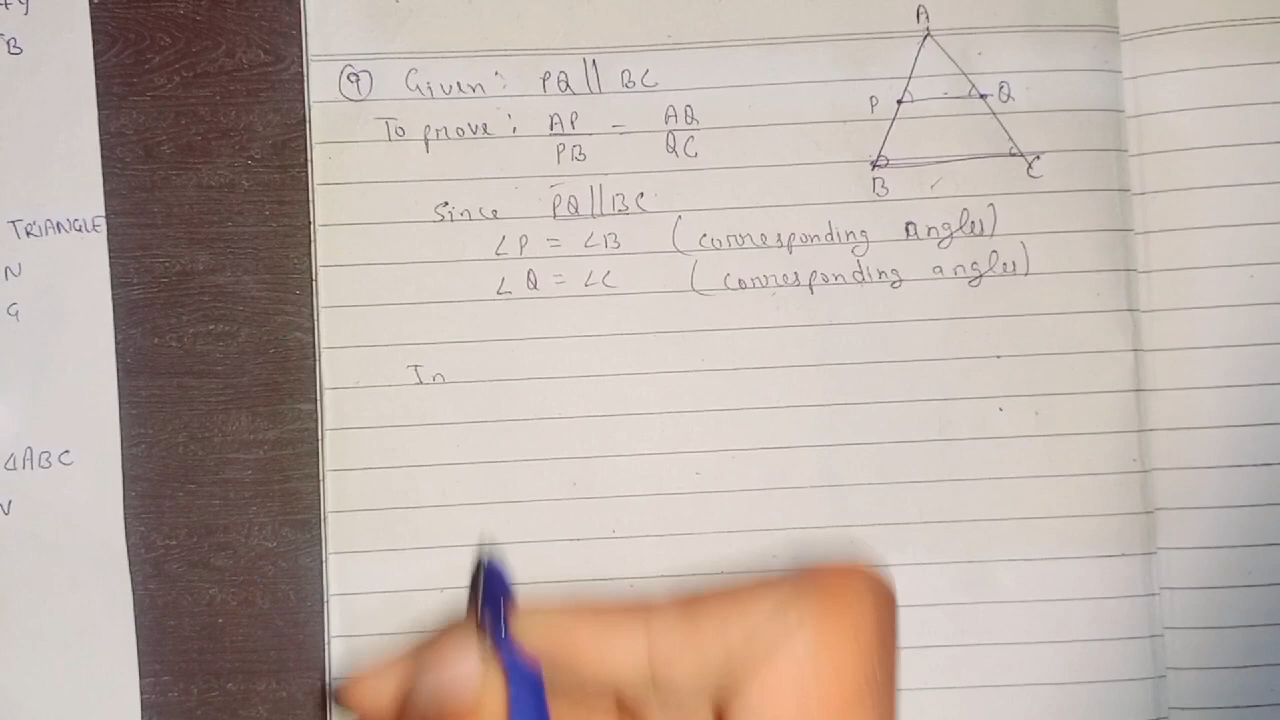 B
TRIANGLE
N
G
△ABC
V
(9) Given: PQ || BC
To prove: AP/PB = AQ/QC
Since PQ || BC
∠P = ∠B (corresponding angles)
∠Q = ∠C (corresponding angles)
In
A
P
Q
B
C